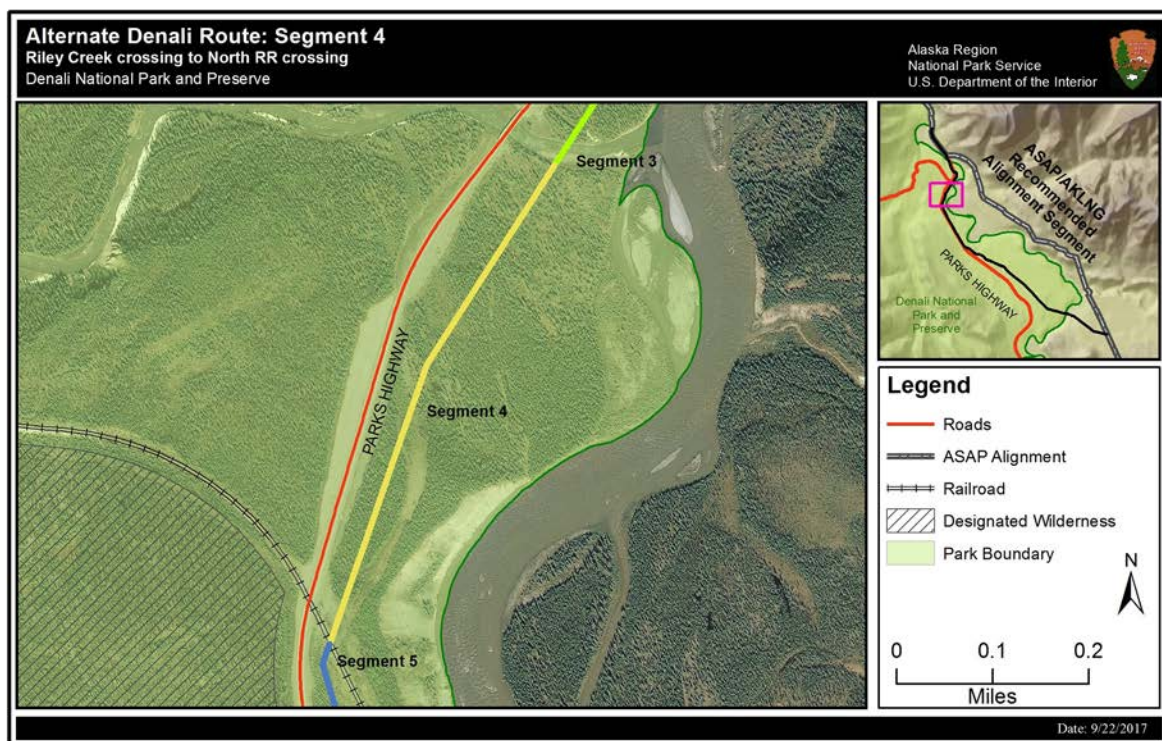 Alternate Denali Route: Segment 4
Riley Creek crossing to North RR crossing
Denali National Park and Preserve
Alaska Region
National Park Service
U.S. Department of the Interior
Segment 3
PARKS HIGHWAY
Segment 4
Segment 5
ASAP/AKLNG
Recommended
Alignment Segment
PARKS HIGHWAY
Denali National
Park and
Preserve
Legend
Roads
ASAP Alignment
Railroad
Designated Wilderness
Park Boundary
N
0 0.1 0.2
Miles
Date: 9/22/2017